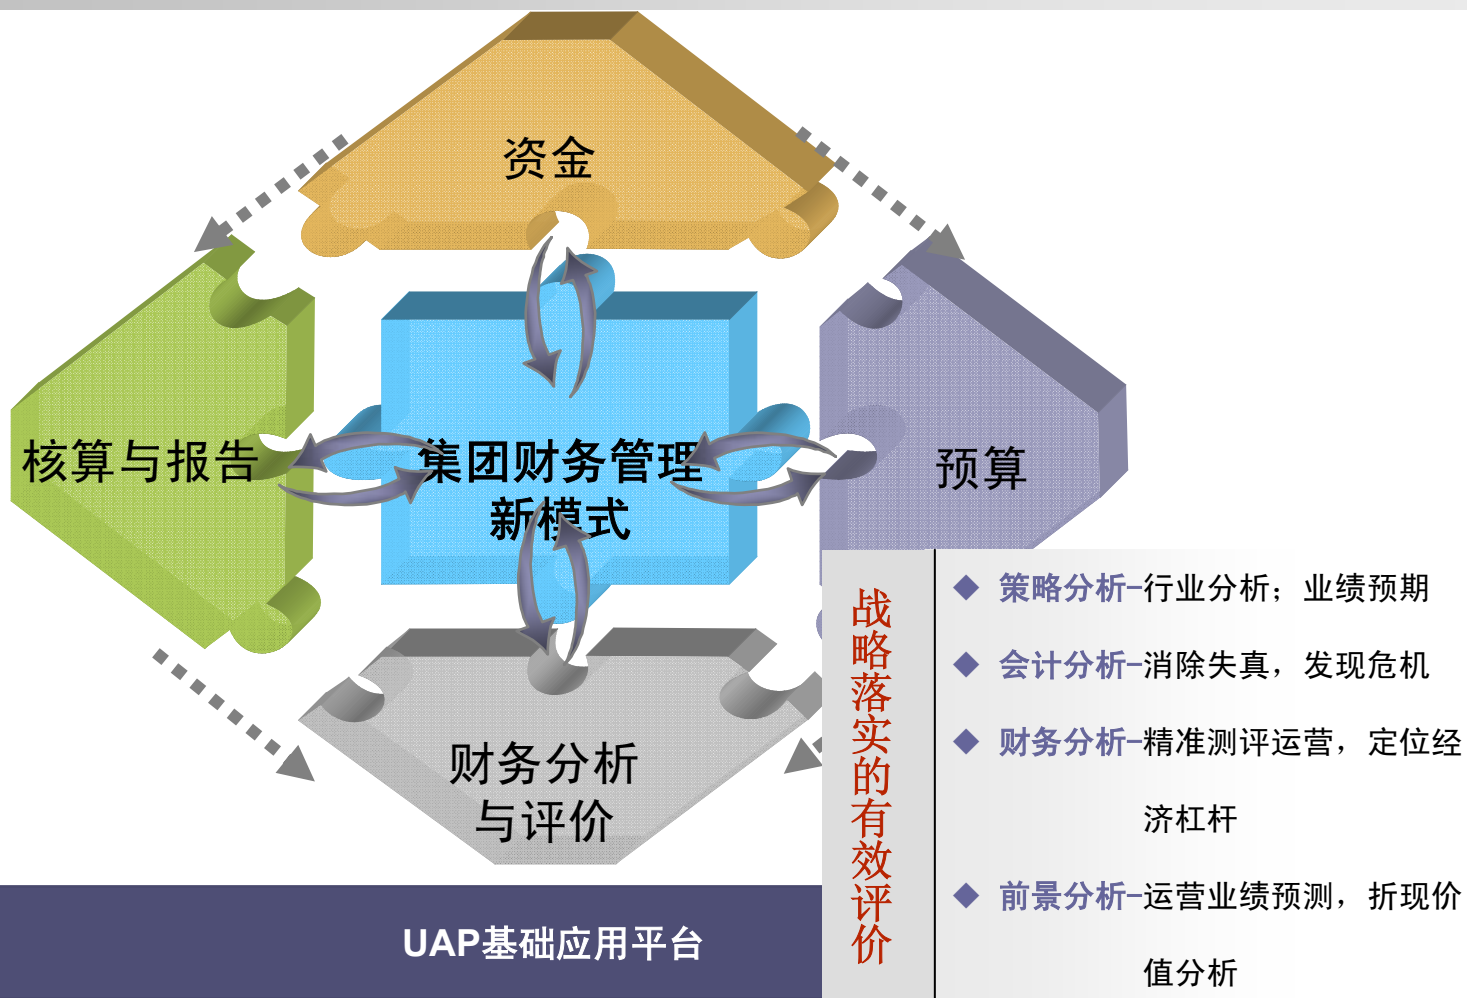 资金
核算与报告
集团财务管理
新模式
预算
财务分析
与评价
UAP基础应用平台
战略落实的有效评价
◆ 策略分析-行业分析；业绩预期
◆ 会计分析-消除失真，发现危机
◆ 财务分析-精准测评运营，定位经
济杠杆
◆ 前景分析-运营业绩预测，折现价
值分析